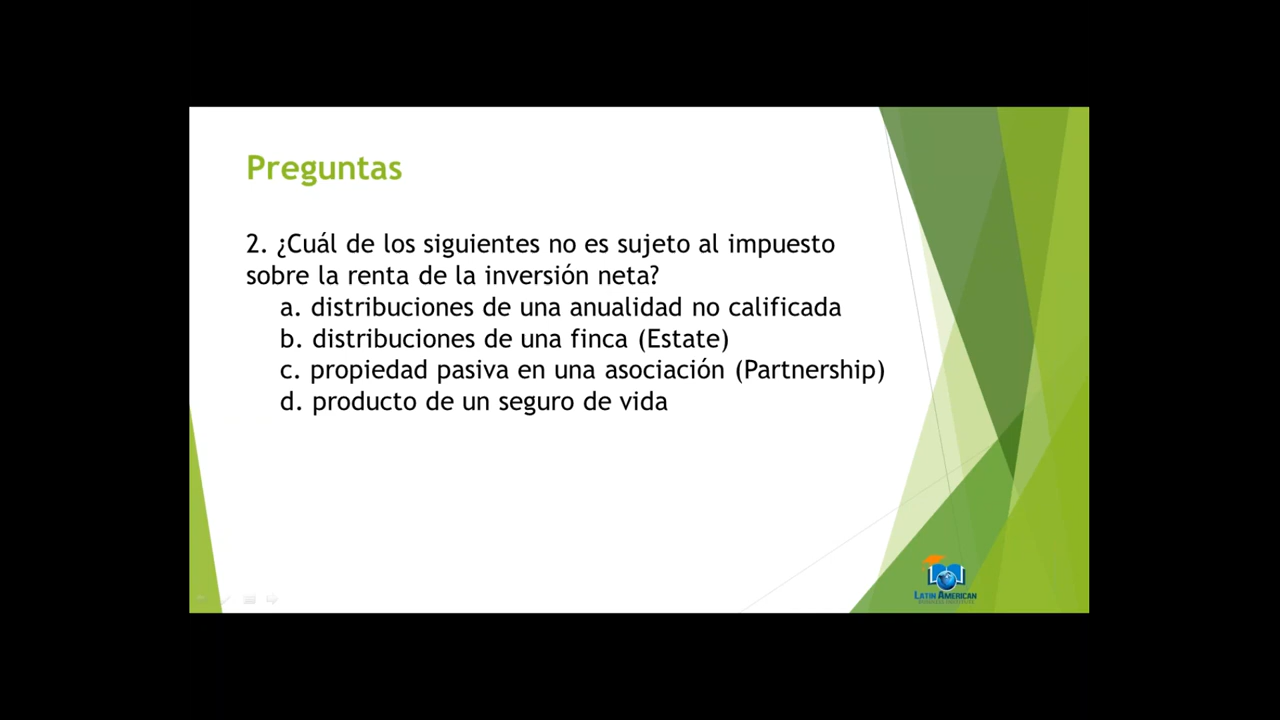 Preguntas
2. ¿Cuál de los siguientes no es sujeto al impuesto
sobre la renta de la inversión neta?
a. distribuciones de una anualidad no calificada
b. distribuciones de una finca (Estate)
c. propiedad pasiva en una asociación (Partnership)
d. producto de un seguro de vida
LATIN AMERICAN